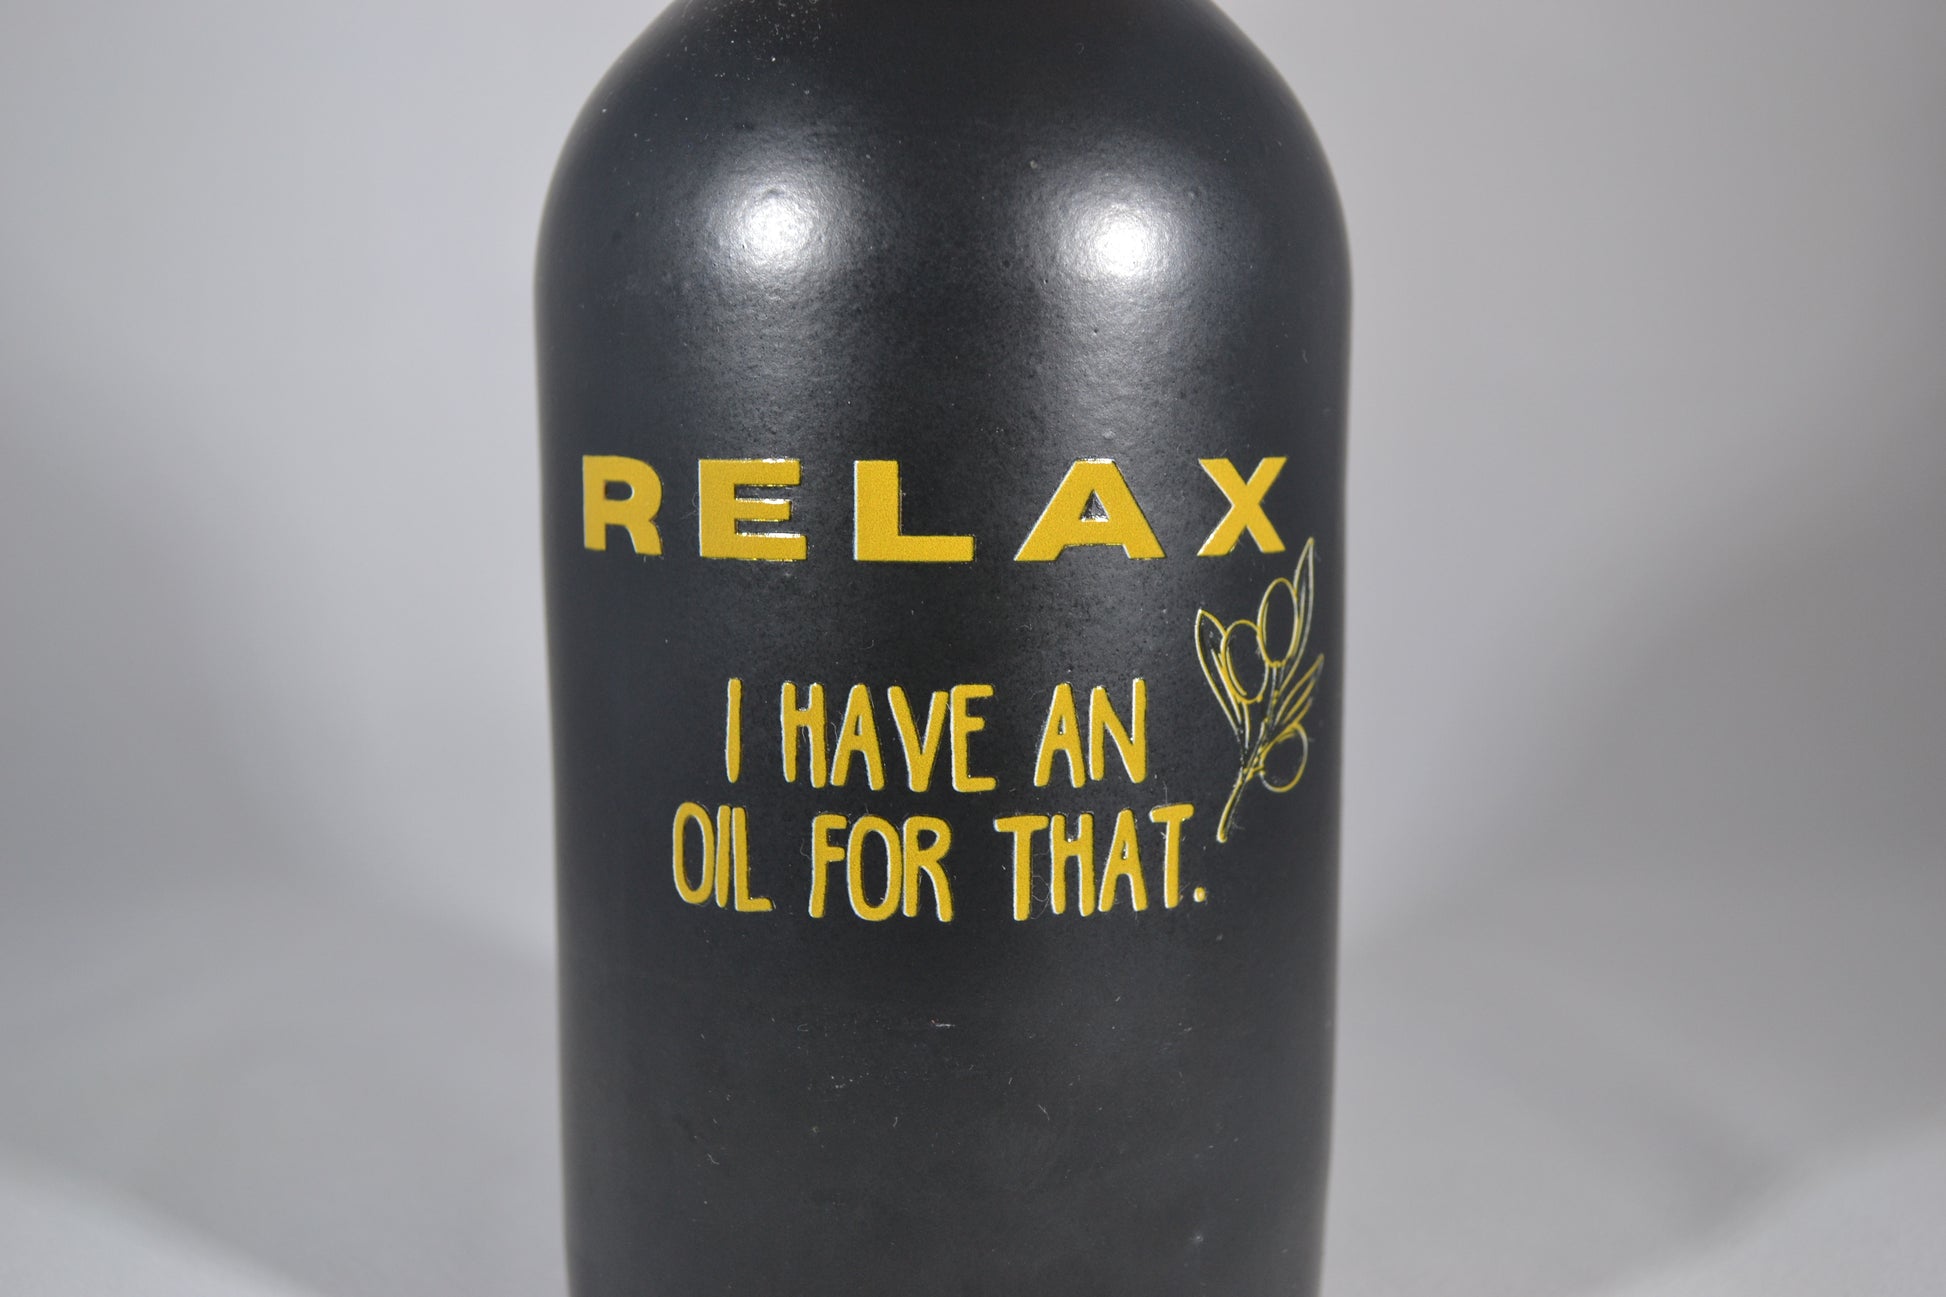 RELAX
I HAVE AN
OIL FOR THAT.